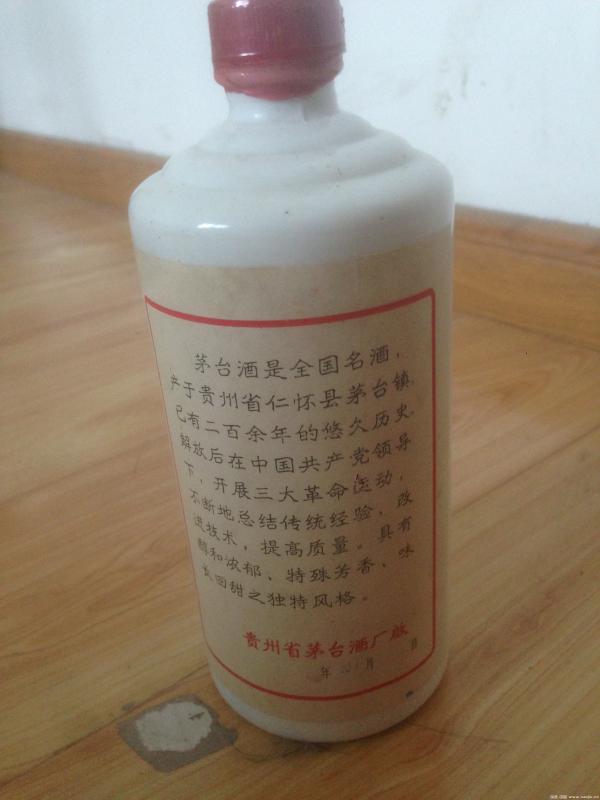 茅台酒是全国名酒，
产于贵州省仁怀县茅台镇，
已有二百余年的悠久历史，
解放后在中国共产党领导
下，开展三大革命运动，
不断地总结传统经验，改
进技术，提高质量。具有
醇和浓郁、特殊芳香、味
长回甜之独特风格。
贵州省茅台酒厂启
年 月 日